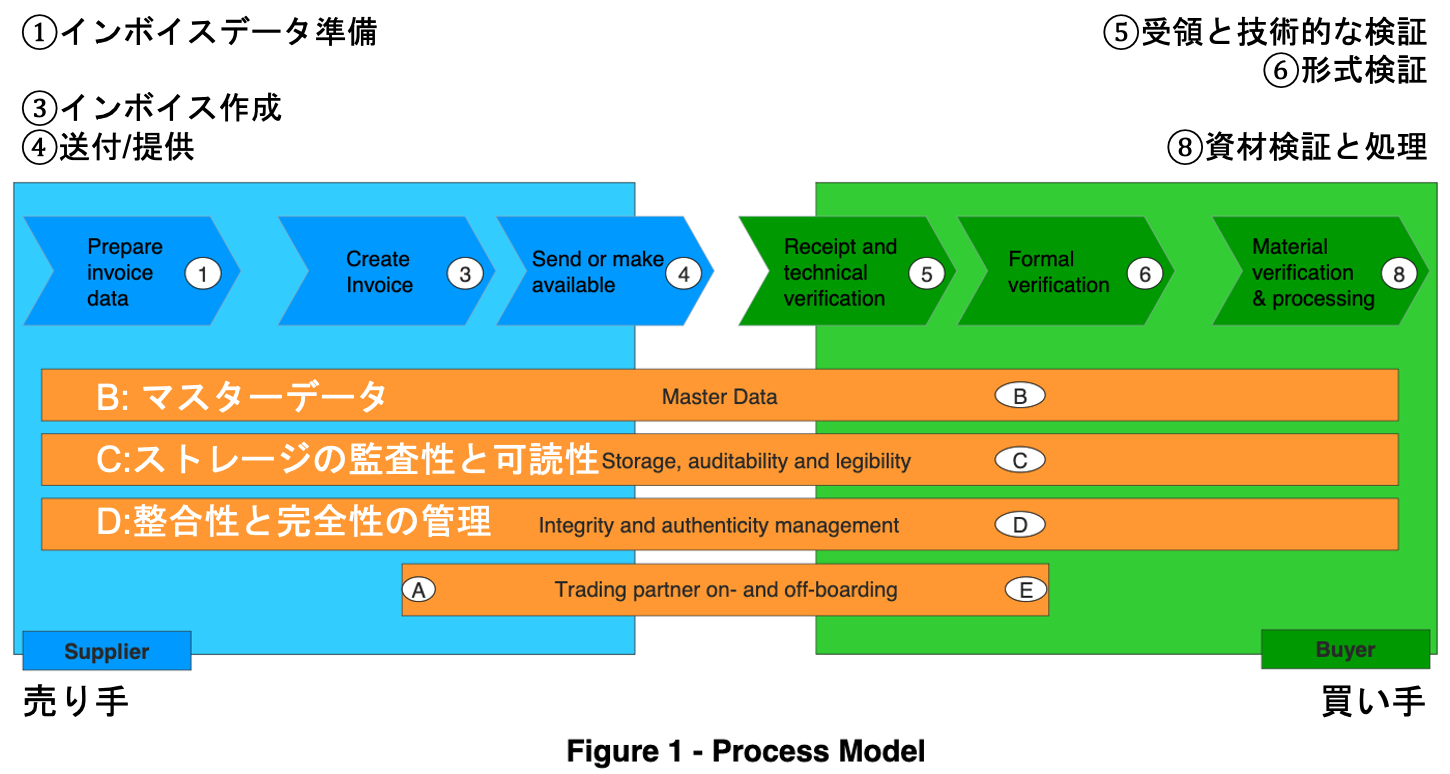 ①インボイスデータ準備
③インボイス作成
④送付/提供
⑤受領と技術的な検証
⑥形式検証
⑧資材検証と処理
Prepare
invoice
data
1
Create
Invoice
3
Send or make
available
4
Receipt and
technical
verification
5
Formal
verification
6
Material
verification
& processing
8
B: マスターデータ
Master Data
B
C:ストレージの監査性と可読性
Storage, auditability and legibility
C
D:整合性と完全性の管理
Integrity and authenticity management
D
A
Trading partner on- and off-boarding
E
Supplier
Buyer
売り手
買い手
Figure 1 - Process Model